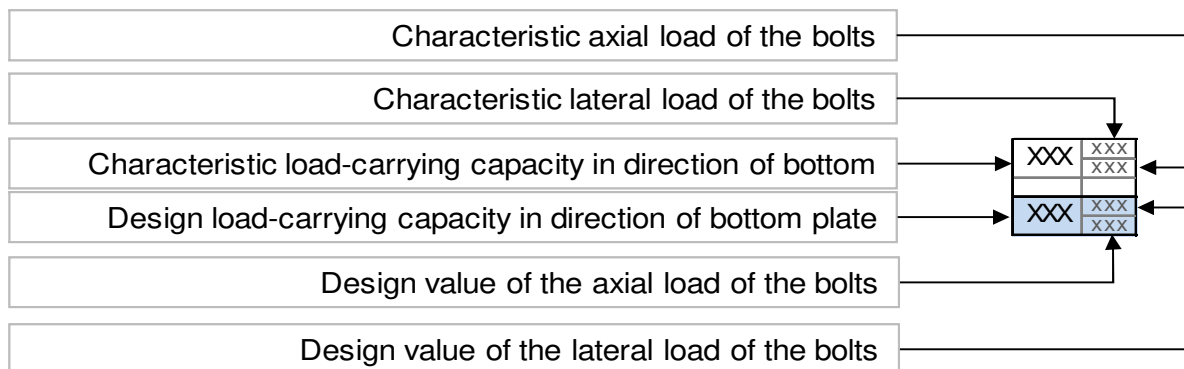 Characteristic axial load of the bolts
Characteristic lateral load of the bolts
Characteristic load-carrying capacity in direction of bottom
Design load-carrying capacity in direction of bottom plate
Design value of the axial load of the bolts
Design value of the lateral load of the bolts
XXX xxx
xxx
XXX xxx
xxx